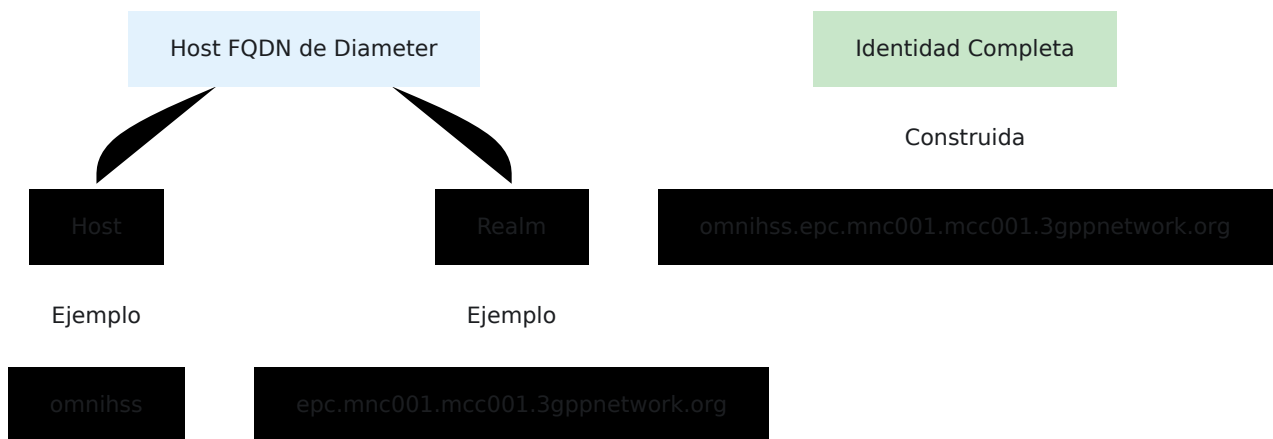 Host FQDN de Diameter
Identidad Completa
Construida
Host
Realm
omnihss.epc.mnc001.mcc001.3gppnetwork.org
Ejemplo
Ejemplo
omnihss
epc.mnc001.mcc001.3gppnetwork.org